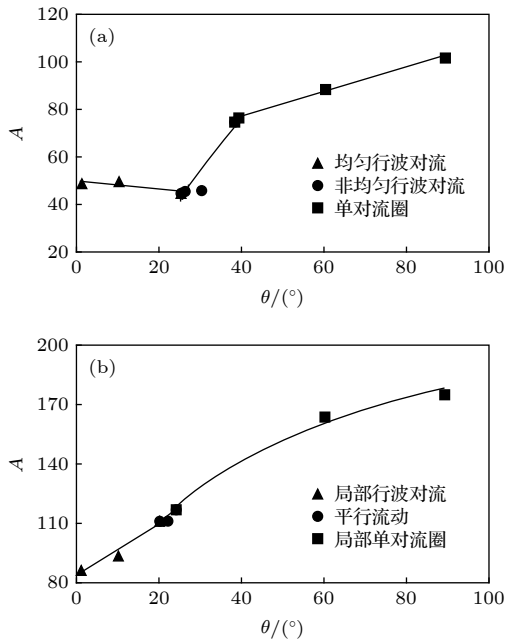 120
(a)
100
80
A
60
40
20
▲ 均匀行波对流
● 非均匀行波对流
■ 单对流圈
0 20 40 60 80 100
θ/(°)
200
(b)
170
A
140
110
80
▲ 局部行波对流
● 平行流动
■ 局部单对流圈
0 20 40 60 80 100
θ/(°)